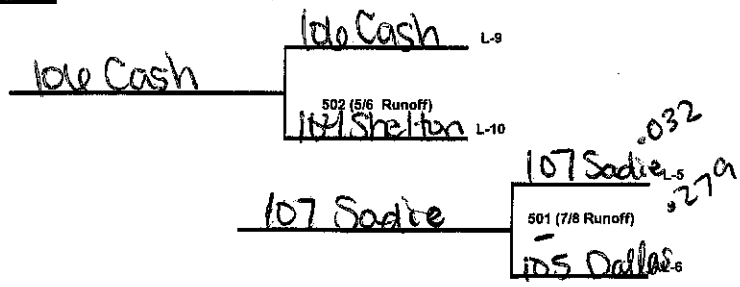 106 Cash L-9
106 Cash
502 (5/6 Runoff)
104 Shelton L-10
.032
107 Sadie L-5
.279
107 Sadie
501 (7/8 Runoff)
105 Dallas L-6